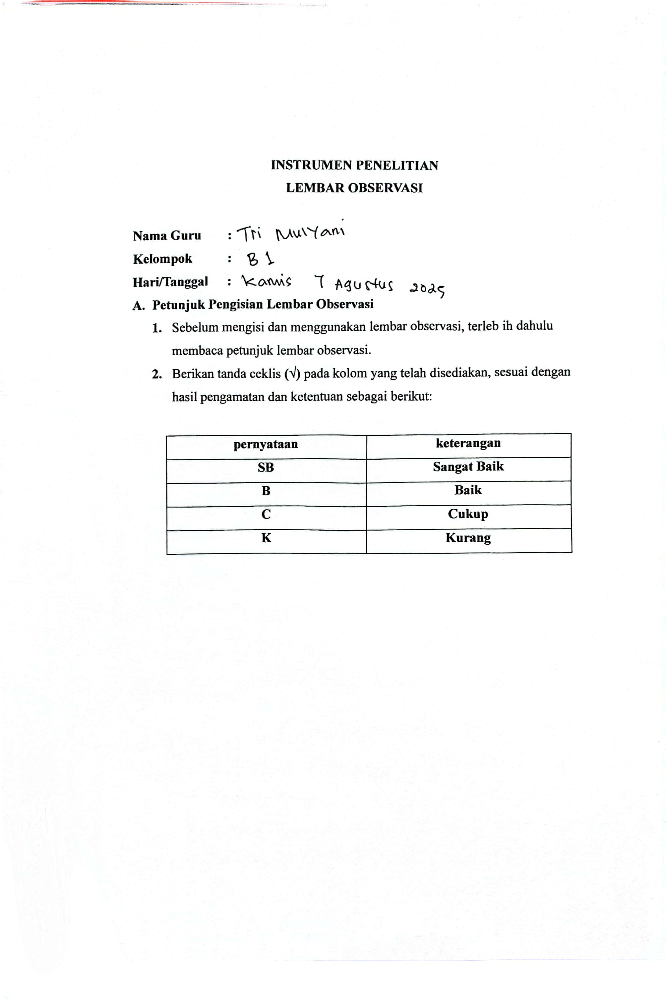 INSTRUMEN PENELITIAN
LEMBAR OBSERVASI
Nama Guru : Tri Mulyani
Kelompok : B 1
Hari/Tanggal : Kamis 7 Agustus 2025
A. Petunjuk Pengisian Lembar Observasi
1. Sebelum mengisi dan menggunakan lembar observasi, terleb ih dahulu
membaca petunjuk lembar observasi.
2. Berikan tanda ceklis (√) pada kolom yang telah disediakan, sesuai dengan
hasil pengamatan dan ketentuan sebagai berikut:
pernyataan keterangan
SB Sangat Baik
B Baik
C Cukup
K Kurang